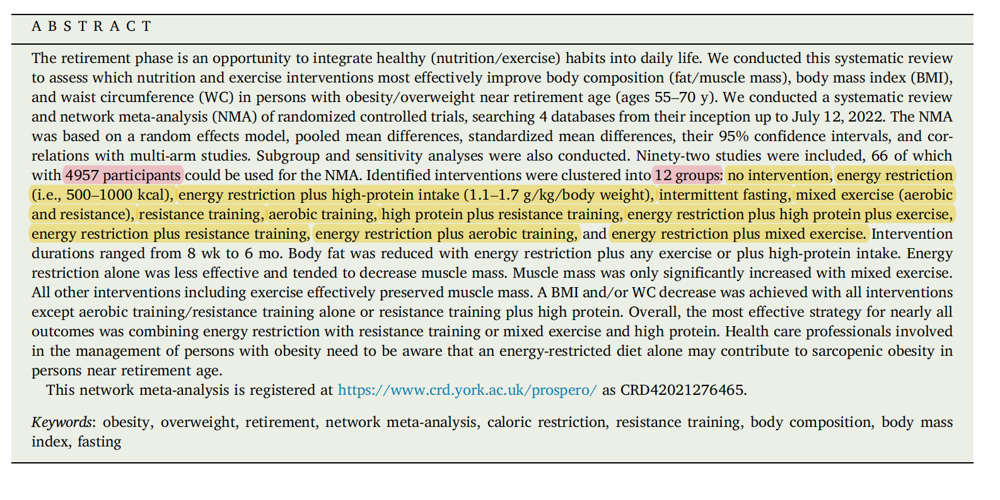 A B S T R A C T
The retirement phase is an opportunity to integrate healthy (nutrition/exercise) habits into daily life. We conducted this systematic review
to assess which nutrition and exercise interventions most effectively improve body composition (fat/muscle mass), body mass index (BMI),
and waist circumference (WC) in persons with obesity/overweight near retirement age (ages 55–70 y). We conducted a systematic review
and network meta-analysis (NMA) of randomized controlled trials, searching 4 databases from their inception up to July 12, 2022. The NMA
was based on a random effects model, pooled mean differences, standardized mean differences, their 95% confidence intervals, and cor-
relations with multi-arm studies. Subgroup and sensitivity analyses were also conducted. Ninety-two studies were included, 66 of which
with 4957 participants could be used for the NMA. Identified interventions were clustered into 12 groups: no intervention, energy restriction
(i.e., 500–1000 kcal), energy restriction plus high-protein intake (1.1–1.7 g/kg/body weight), intermittent fasting, mixed exercise (aerobic
and resistance), resistance training, aerobic training, high protein plus resistance training, energy restriction plus high protein plus exercise,
energy restriction plus resistance training, energy restriction plus aerobic training, and energy restriction plus mixed exercise. Intervention
durations ranged from 8 wk to 6 mo. Body fat was reduced with energy restriction plus any exercise or plus high-protein intake. Energy
restriction alone was less effective and tended to decrease muscle mass. Muscle mass was only significantly increased with mixed exercise.
All other interventions including exercise effectively preserved muscle mass. A BMI and/or WC decrease was achieved with all interventions
except aerobic training/resistance training alone or resistance training plus high protein. Overall, the most effective strategy for nearly all
outcomes was combining energy restriction with resistance training or mixed exercise and high protein. Health care professionals involved
in the management of persons with obesity need to be aware that an energy-restricted diet alone may contribute to sarcopenic obesity in
persons near retirement age.
This network meta-analysis is registered at https://www.crd.york.ac.uk/prospero/ as CRD42021276465.
Keywords: obesity, overweight, retirement, network meta-analysis, caloric restriction, resistance training, body composition, body mass
index, fasting